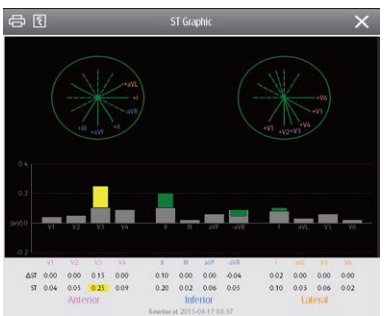 ST Graphic
+aVL
+I
-aVR
+II
+aVF
+III
+V6
+V5
+V4
+V2+V3
+V1
0.4
0.2
(mV)0
-0.2
V1 V2 V3 V4 II III aVF -aVR I aVL V5 V6
V1 V2 V3 V4 II III aVF -aVR I aVL V5 V6
ΔST 0.00 0.00 0.15 0.00 0.10 0.00 0.00 -0.04 0.02 0.00 0.00 0.00
ST 0.04 0.05 0.25 0.09 0.20 0.02 0.06 0.05 0.10 0.03 0.06 0.02
Anterior Inferior Lateral
Baseline at 2015-04-17 08:37